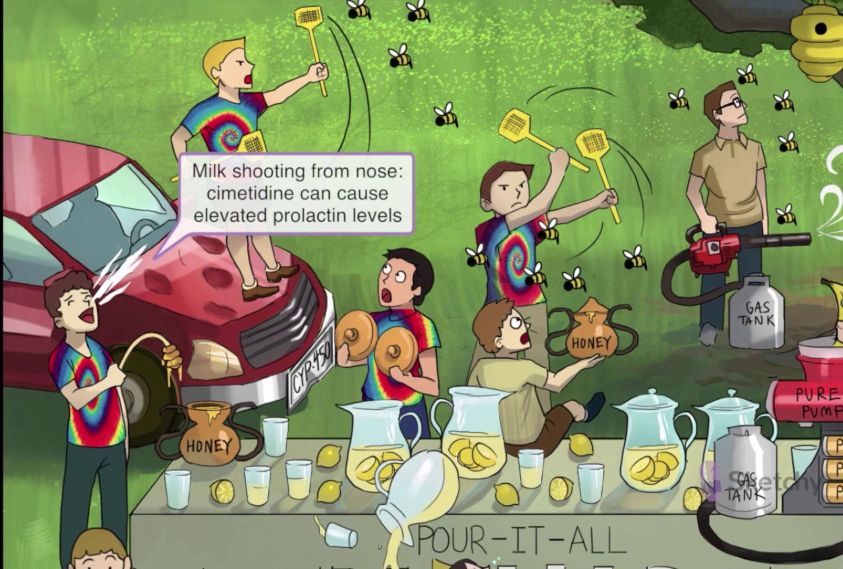 Milk shooting from nose:
cimetidine can cause
elevated prolactin levels
GAS
TANK
HONEY
CYP-450
PURE
PUMP
HONEY
GAS
TANK
Sketchy
POUR-IT-ALL